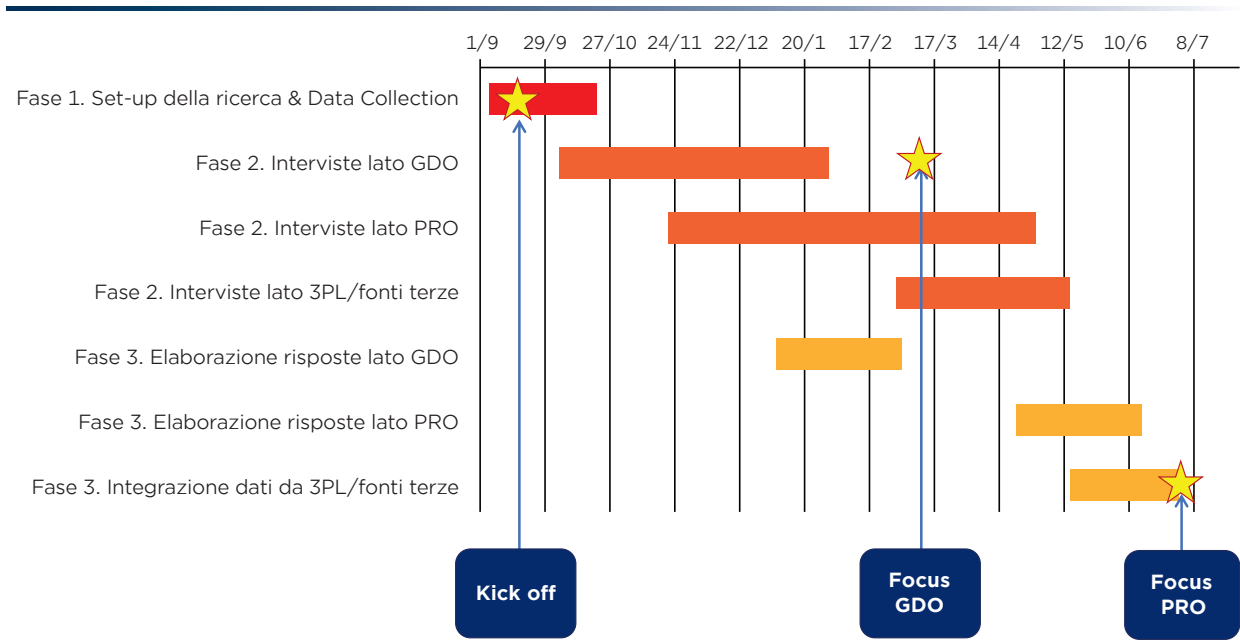 1/9 29/9 27/10 24/11 22/12 20/1 17/2 17/3 14/4 12/5 10/6 8/7
Fase 1. Set-up della ricerca & Data Collection
Fase 2. Interviste lato GDO
Fase 2. Interviste lato PRO
Fase 2. Interviste lato 3PL/fonti terze
Fase 3. Elaborazione risposte lato GDO
Fase 3. Elaborazione risposte lato PRO
Fase 3. Integrazione dati da 3PL/fonti terze
Kick off
Focus
GDO
Focus
PRO